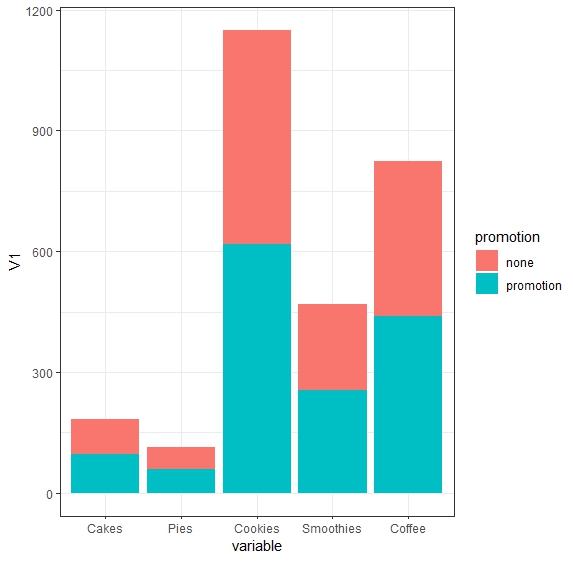 1200
900
600
300
0
V1
Cakes Pies Cookies Smoothies Coffee
variable
promotion
none
promotion